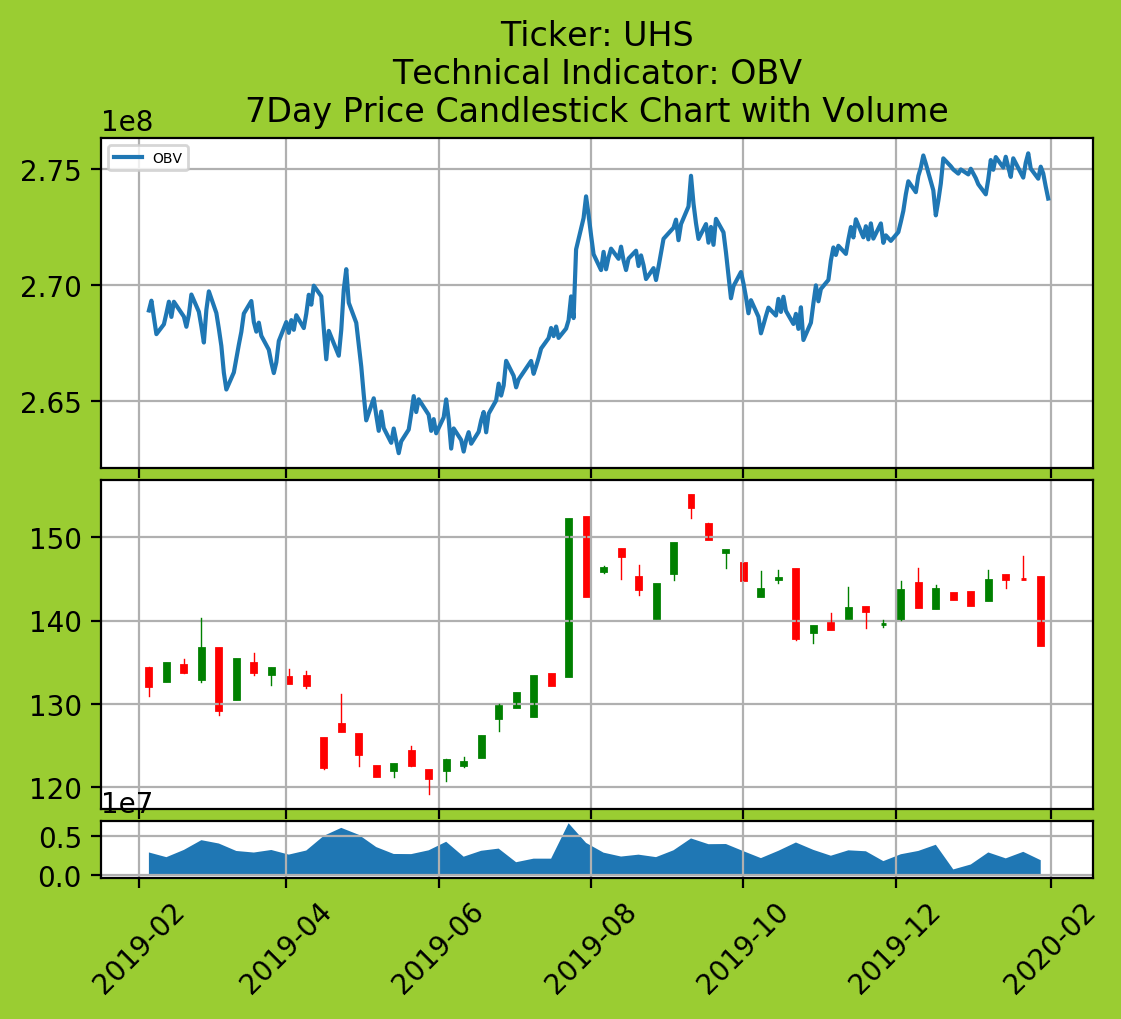 Ticker: UHS
Technical Indicator: OBV
7Day Price Candlestick Chart with Volume
1e8
OBV
2.75
2.70
2.65
150
140
130
120
1e7
0.5
0.0
2019-02
2019-04
2019-06
2019-08
2019-10
2019-12
2020-02